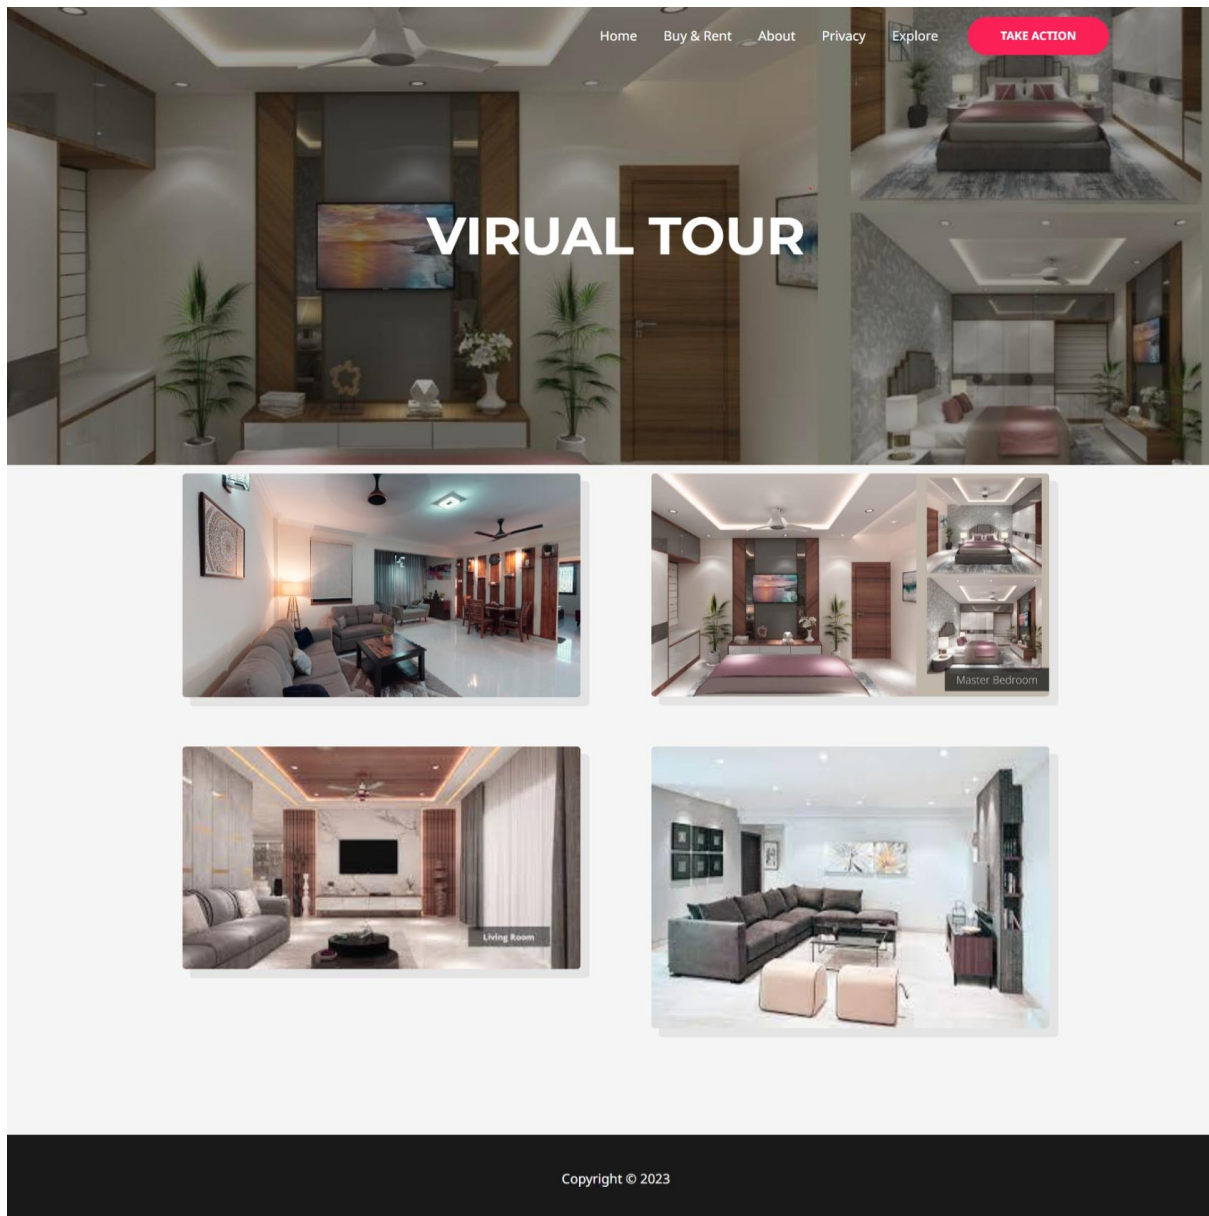 Home Buy & Rent About Privacy Explore TAKE ACTION
VIRUAL TOUR
Master Bedroom
Living Room
Copyright © 2023